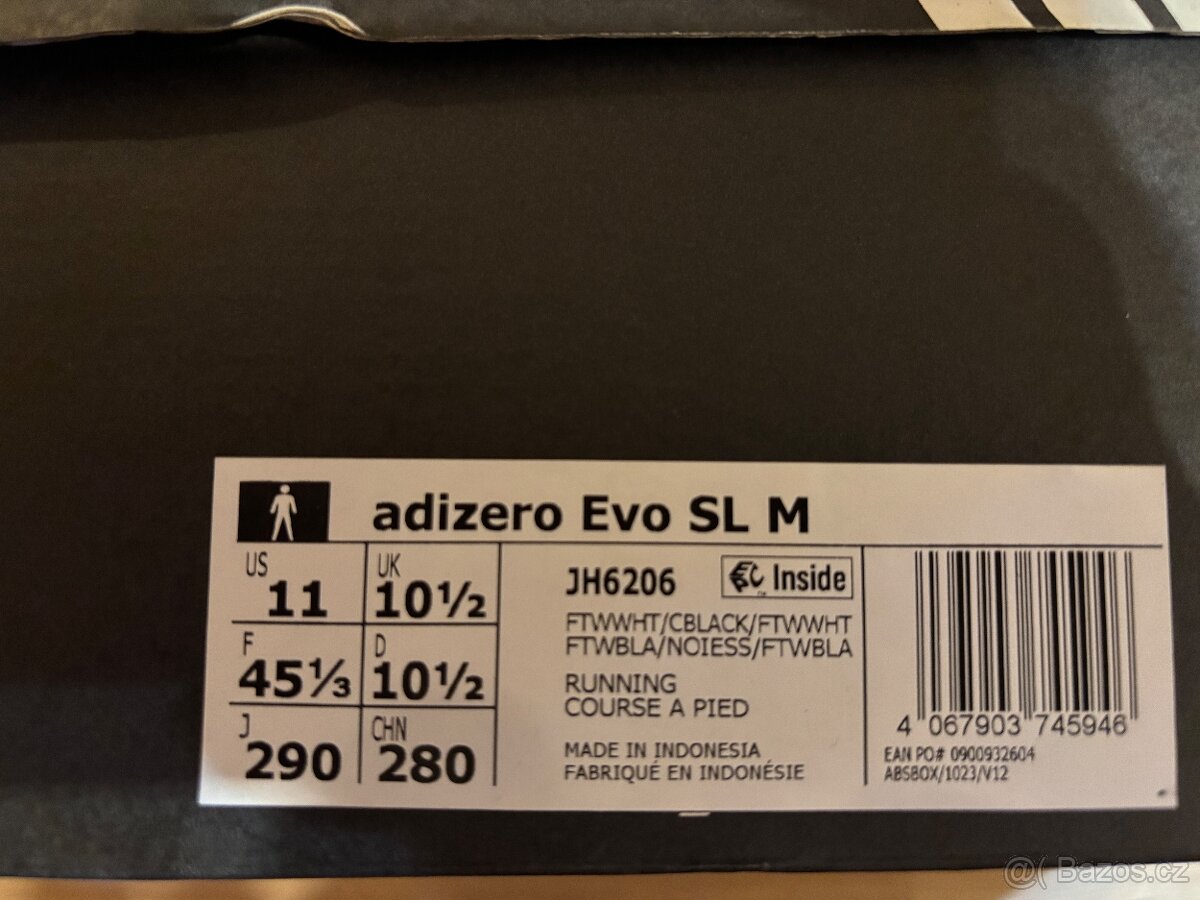 adizero Evo SL M
US
11
UK
10½
F
45⅓
D
10½
J
290
CHN
280
JH6206
Inside
FTWWHT/CBLACK/FTWWHT
FTWBLA/NOIESS/FTWBLA
RUNNING
COURSE A PIED
MADE IN INDONESIA
FABRIQUÉ EN INDONÉSIE
4 067903 745946
EAN PO# 0900932604
ABSBOX/1023/V12
@( Bazos.cz